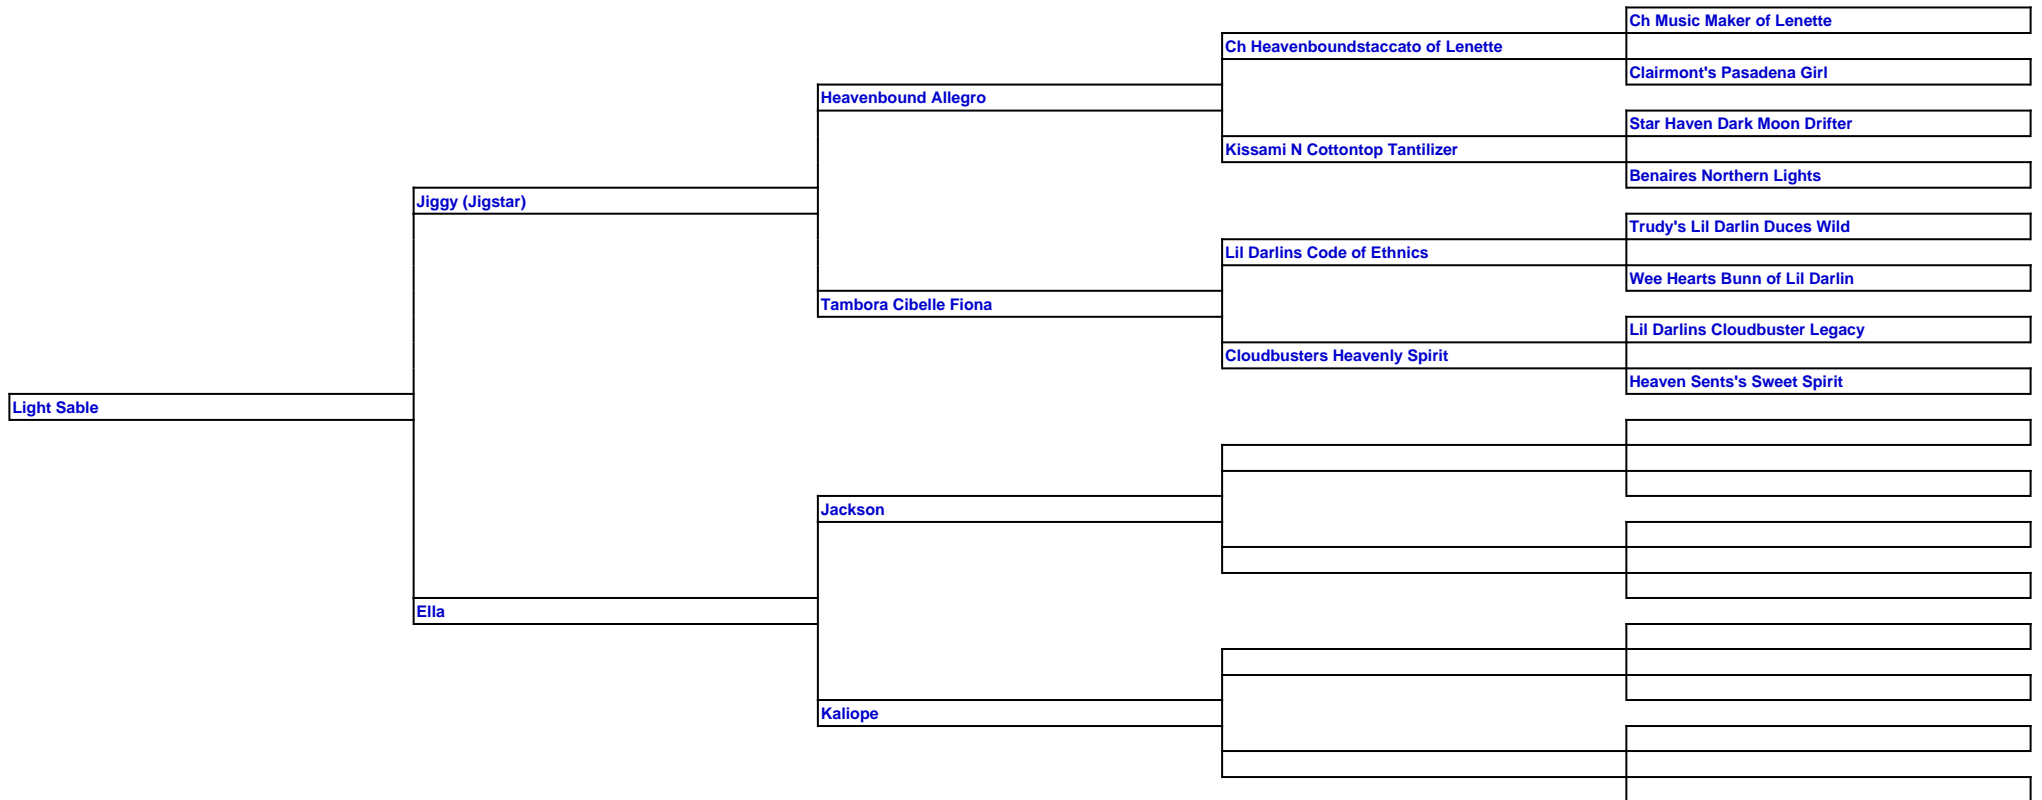 Ch Music Maker of Lenette
Ch Heavenboundstaccato of Lenette
Clairmont's Pasadena Girl
Heavenbound Allegro
Star Haven Dark Moon Drifter
Kissami N Cottontop Tantilizer
Benaires Northern Lights
Jiggy (Jigstar)
Trudy's Lil Darlin Duces Wild
Lil Darlins Code of Ethnics
Wee Hearts Bunn of Lil Darlin
Tambora Cibelle Fiona
Lil Darlins Cloudbuster Legacy
Cloudbusters Heavenly Spirit
Heaven Sents's Sweet Spirit
Light Sable
Jackson
Ella
Kaliope